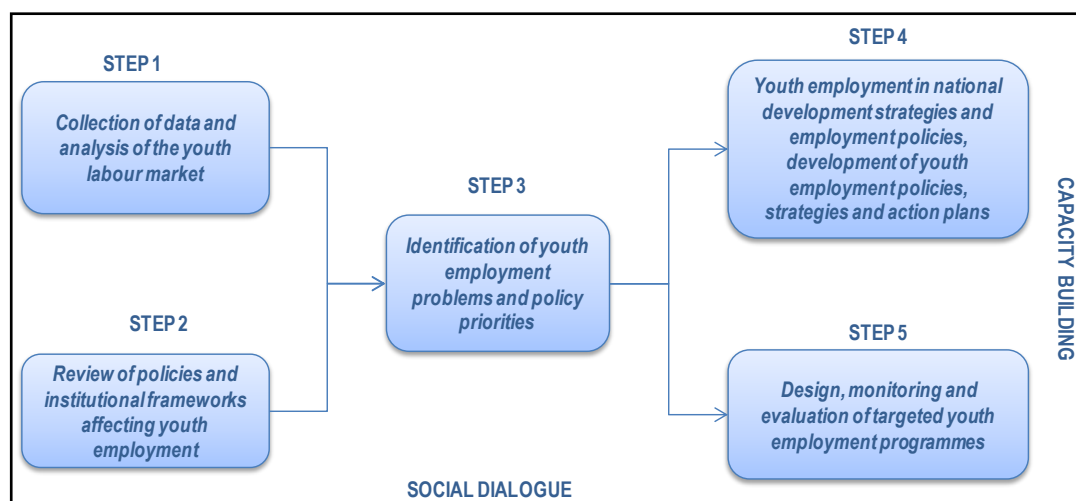 STEP 1
Collection of data and
analysis of the youth
labour market
STEP 2
Review of policies and
institutional frameworks
affecting youth
employment
STEP 3
Identification of youth
employment
problems and policy
priorities
STEP 4
Youth employment in national
development strategies and
employment policies,
development of youth
employment policies,
strategies and action plans
STEP 5
Design, monitoring and
evaluation of targeted youth
employment programmes
CAPACITY BUILDING
SOCIAL DIALOGUE